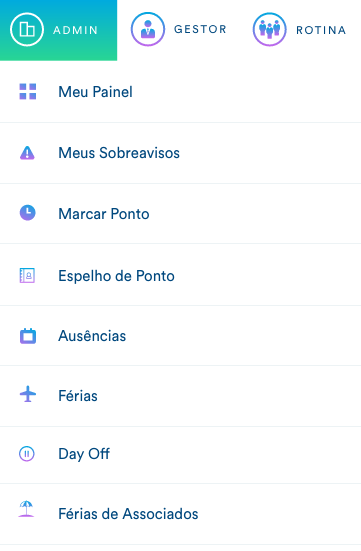 ADMIN GESTOR ROTINA
Meu Painel
Meus Sobreavisos
Marcar Ponto
Espelho de Ponto
Ausências
Férias
Day Off
Férias de Associados